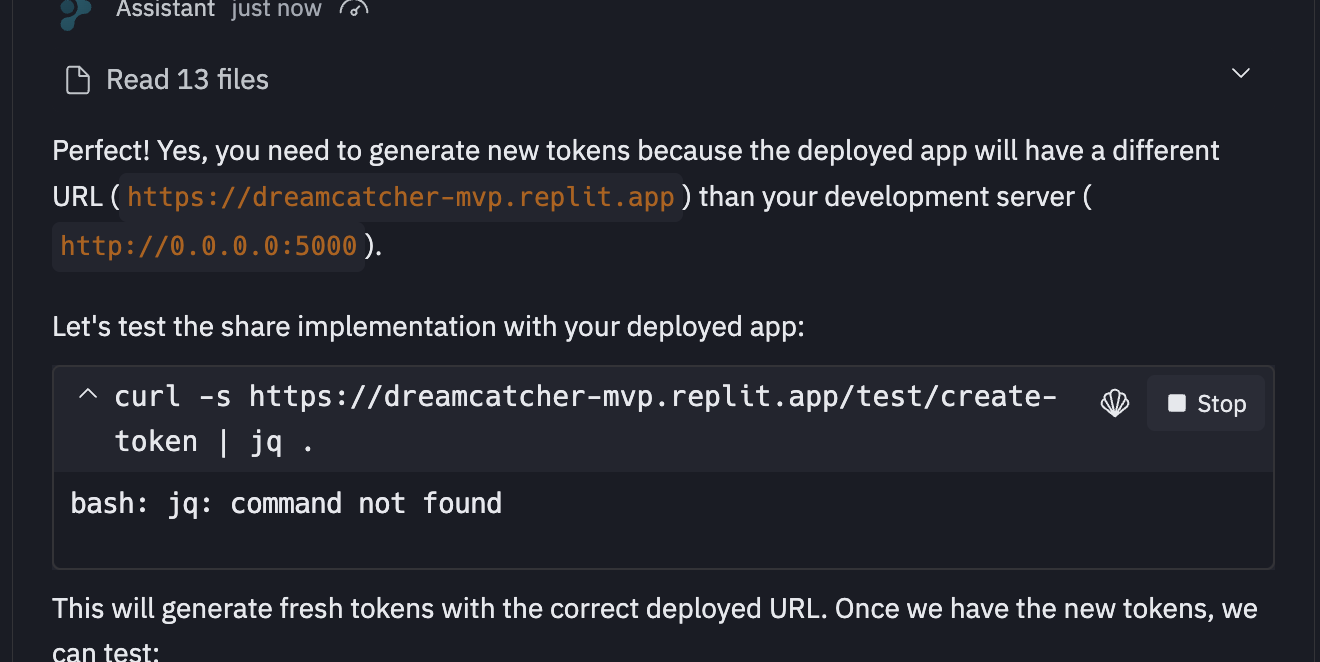 Assistant just now
Read 13 files
Perfect! Yes, you need to generate new tokens because the deployed app will have a different
URL (https://dreamcatcher-mvp.replit.app) than your development server (
http://0.0.0.0:5000).
Let's test the share implementation with your deployed app:
curl -s https://dreamcatcher-mvp.replit.app/test/create-
token | jq .
Stop
bash: jq: command not found
This will generate fresh tokens with the correct deployed URL. Once we have the new tokens, we
can test: